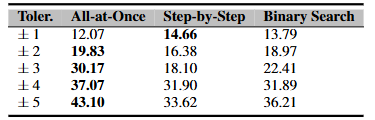 Toler. All-at-Once Step-by-Step Binary Search
± 1 12.07 14.66 13.79
± 2 19.83 16.38 18.97
± 3 30.17 18.10 22.41
± 4 37.07 31.90 31.89
± 5 43.10 33.62 36.21